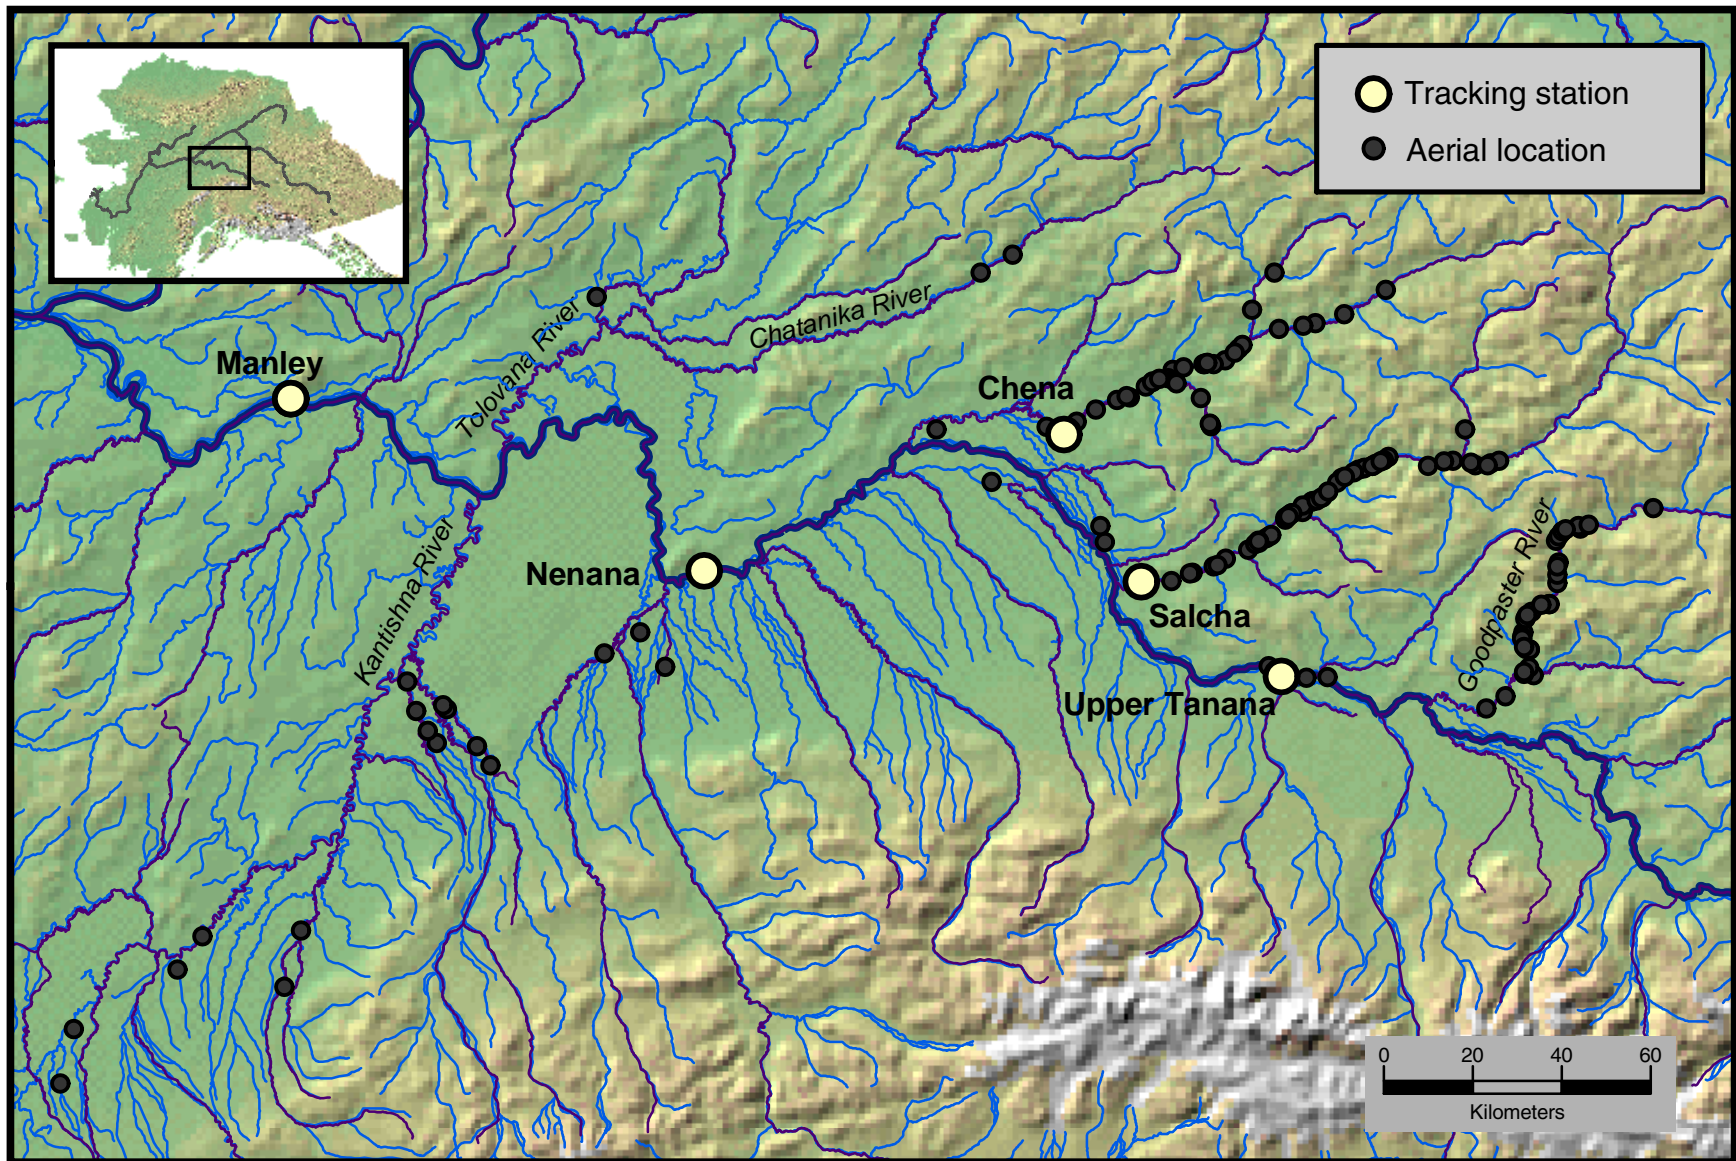 Tracking station
Aerial location
Tolovana River
Chatanika River
Manley
Chena
Kantishna River
Nenana
Salcha
Goodpaster River
Upper Tanana
0 20 40 60
Kilometers